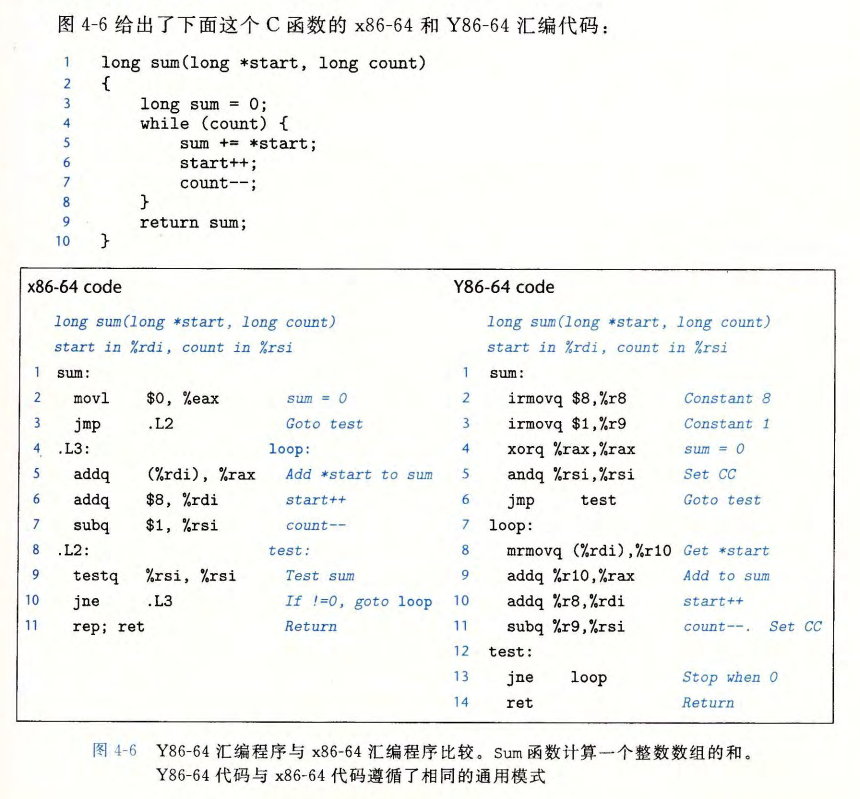 图 4-6 给出了下面这个 C 函数的 x86-64 和 Y86-64 汇编代码：
1 long sum(long *start, long count)
2 {
3 long sum = 0;
4 while (count) {
5 sum += *start;
6 start++;
7 count--;
8 }
9 return sum;
10 }
x86-64 code
long sum(long *start, long count)
start in %rdi, count in %rsi
1 sum:
2 movl $0, %eax sum = 0
3 jmp .L2 Goto test
4 .L3: loop:
5 addq (%rdi), %rax Add *start to sum
6 addq $8, %rdi start++
7 subq $1, %rsi count--
8 .L2: test:
9 testq %rsi, %rsi Test sum
10 jne .L3 If !=0, goto loop
11 rep; ret Return
Y86-64 code
long sum(long *start, long count)
start in %rdi, count in %rsi
1 sum:
2 irmovq $8,%r8 Constant 8
3 irmovq $1,%r9 Constant 1
4 xorq %rax,%rax sum = 0
5 andq %rsi,%rsi Set CC
6 jmp test Goto test
7 loop:
8 mrmovq (%rdi),%r10 Get *start
9 addq %r10,%rax Add to sum
10 addq %r8,%rdi start++
11 subq %r9,%rsi count--. Set CC
12 test:
13 jne loop Stop when 0
14 ret Return
图 4-6 Y86-64 汇编程序与 x86-64 汇编程序比较。Sum 函数计算一个整数数组的和。
Y86-64 代码与 x86-64 代码遵循了相同的通用模式